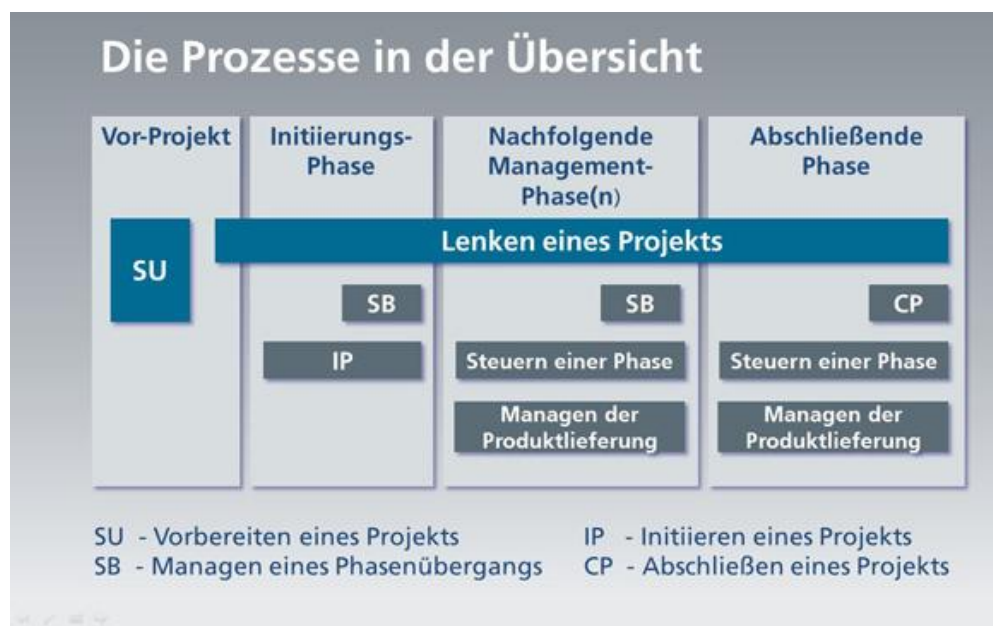 Die Prozesse in der Übersicht
Vor-Projekt
Initiierungs-
Phase
Nachfolgende
Management-
Phase(n)
Abschließende
Phase
Lenken eines Projekts
SU
SB
SB
CP
IP
Steuern einer Phase
Steuern einer Phase
Managen der
Produktlieferung
Managen der
Produktlieferung
SU - Vorbereiten eines Projekts
SB - Managen eines Phasenübergangs
IP - Initiieren eines Projekts
CP - Abschließen eines Projekts